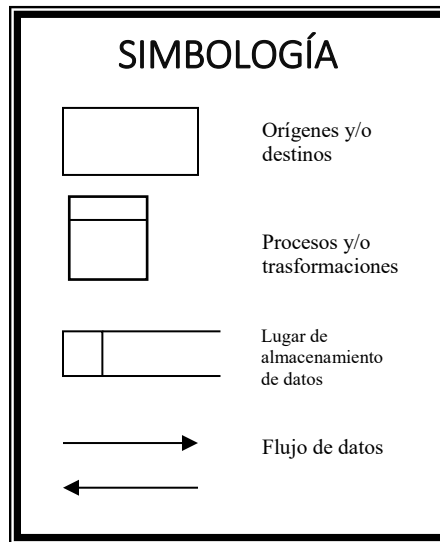 SIMBOLOGÍA
Orígenes y/o
destinos
Procesos y/o
trasformaciones
Lugar de
almacenamiento
de datos
Flujo de datos